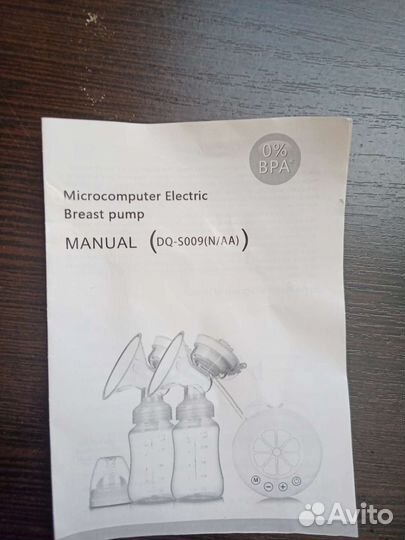 0%
BPA
Microcomputer Electric
Breast pump
MANUAL (DQ-S009(N/AA))
M
Avito